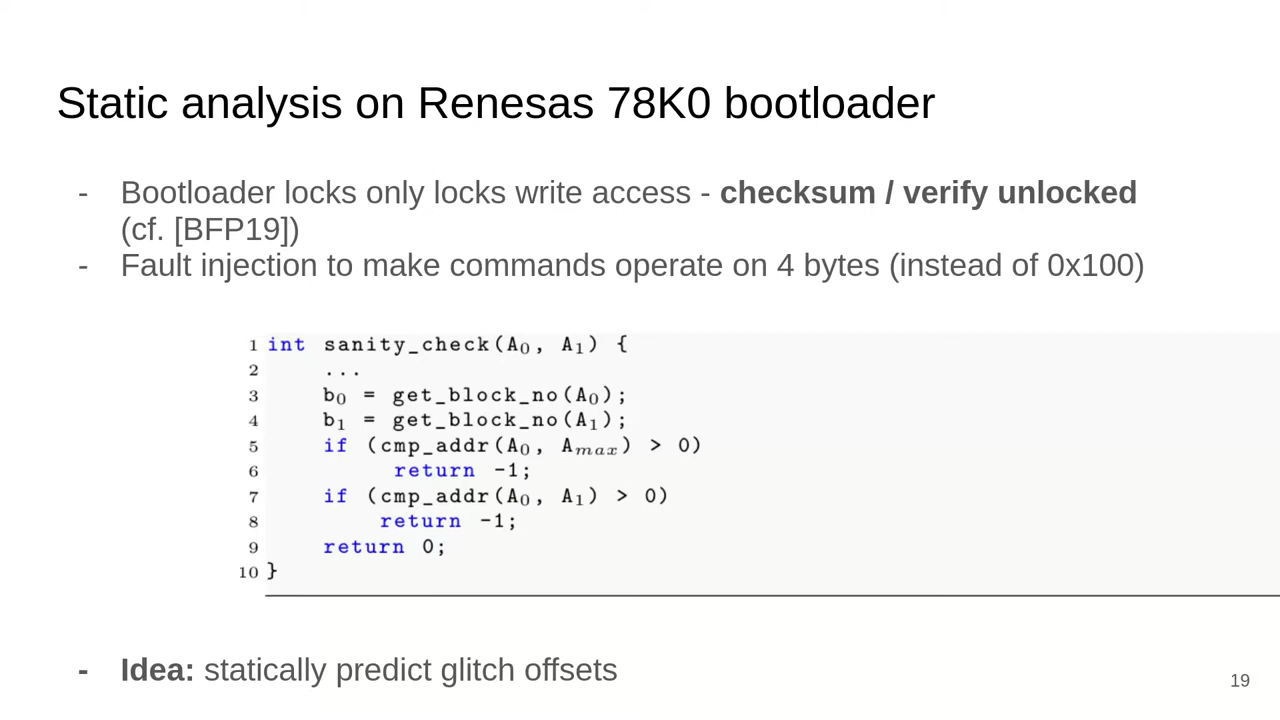 Static analysis on Renesas 78K0 bootloader
- Bootloader locks only locks write access - checksum / verify unlocked
(cf. [BFP19])
- Fault injection to make commands operate on 4 bytes (instead of 0x100)
1 int sanity_check(A₀, A₁) {
2 ...
3 b₀ = get_block_no(A₀);
4 b₁ = get_block_no(A₁);
5 if (cmp_addr(A₀, Aₘₐₓ) > 0)
6 return -1;
7 if (cmp_addr(A₀, A₁) > 0)
8 return -1;
9 return 0;
10 }
- Idea: statically predict glitch offsets
19